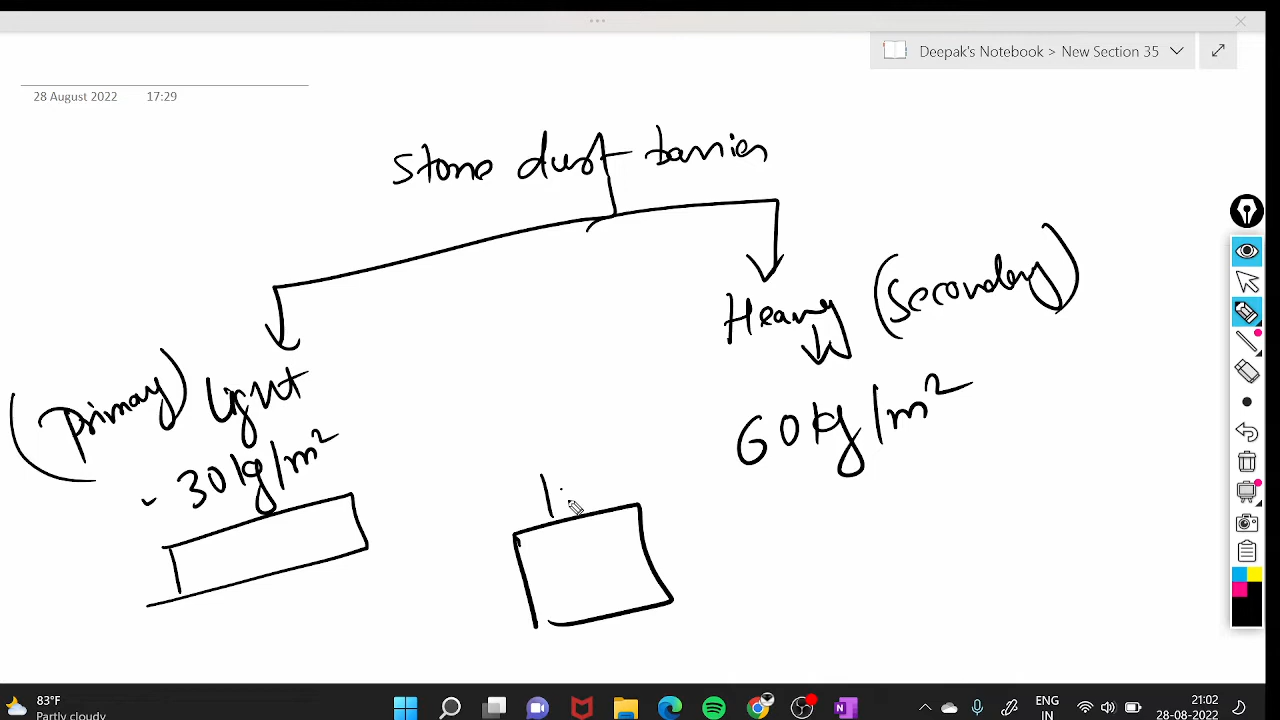 Deepak's Notebook > New Section 35
28 August 2022 17:29
Stone dust barrier
Heavy (Secondary)
(Primary) Light
- 30 kg/m²
60 kg/m²
1.
83°F
Partly cloudy
ENG
IN
21:02
28-08-2022